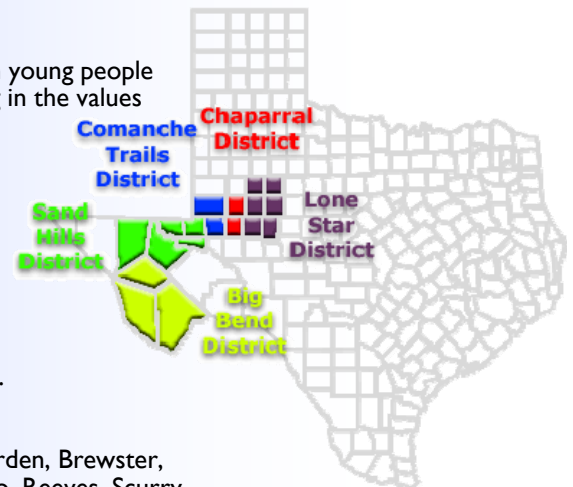 young people
in the values
Chaparral
District
Comanche
Trails
District
Lone
Star
District
Sand
Hills
District
Big
Bend
District
rden, Brewster,
Reeves, Scurry